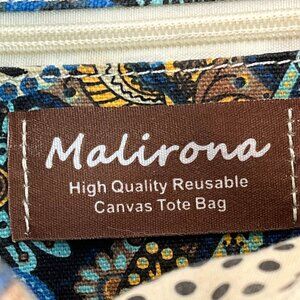 Malirona
High Quality Reusable
Canvas Tote Bag